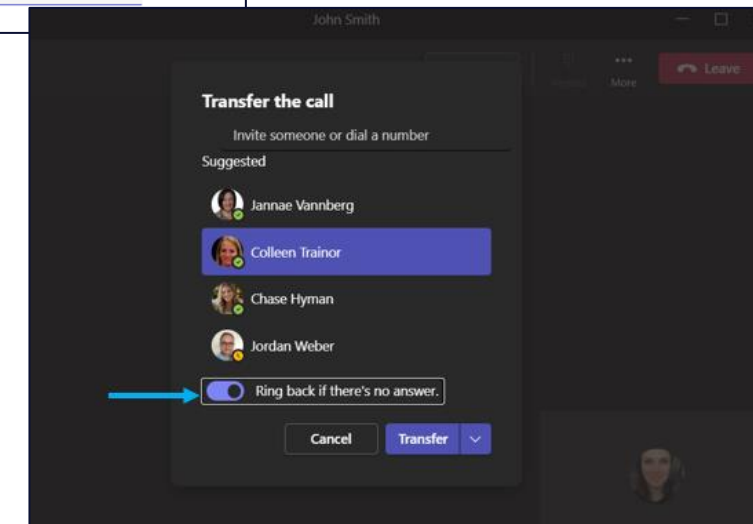 John Smith
More
Leave
Transfer the call
Invite someone or dial a number
Suggested
Jannae Vannberg
Colleen Trainor
Chase Hyman
Jordan Weber
Ring back if there's no answer.
Cancel
Transfer